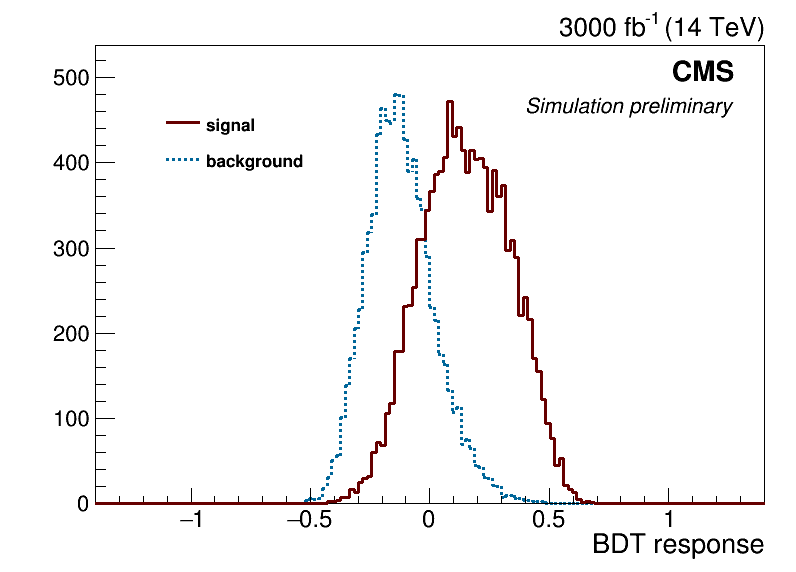 3000 fb⁻¹ (14 TeV)
CMS
Simulation preliminary
signal
background
500
400
300
200
100
0
−1
−0.5
0
0.5
1
BDT response